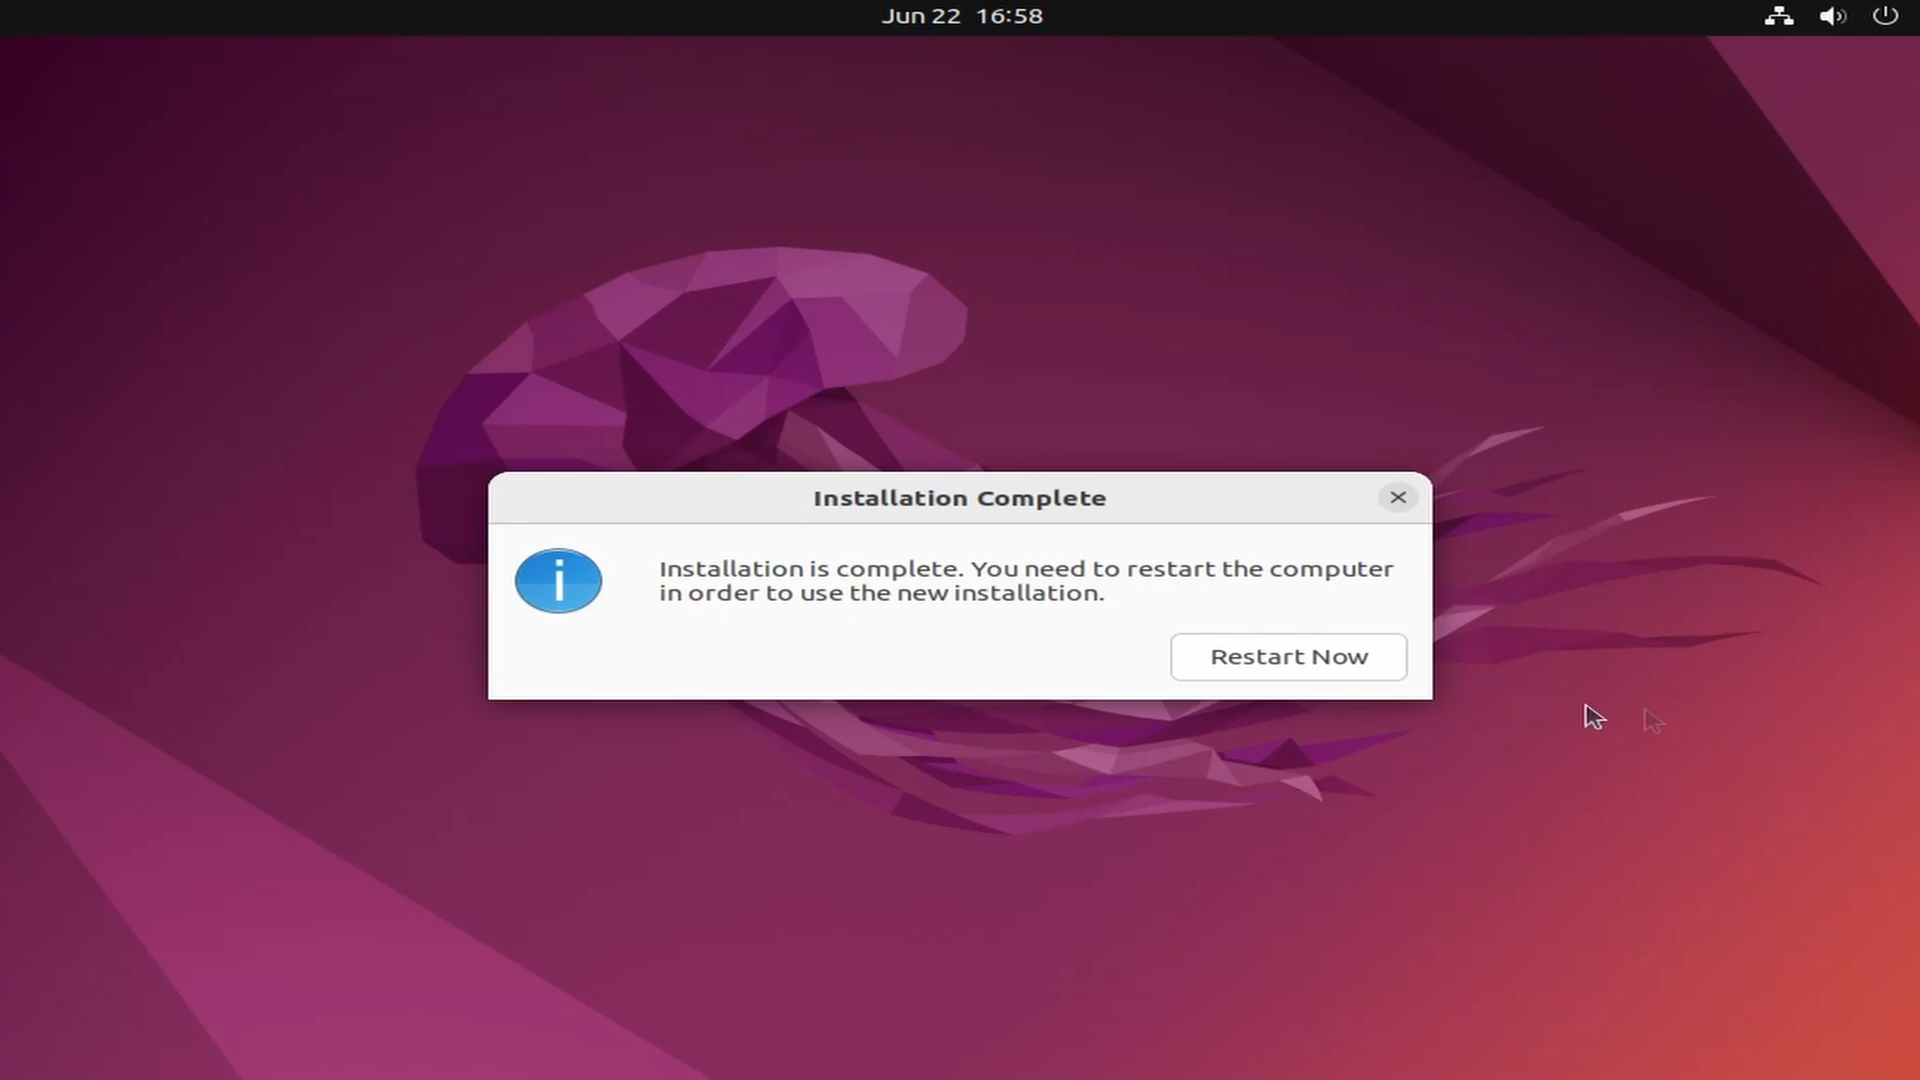 Jun 22 16:58
Installation Complete
Installation is complete. You need to restart the computer
in order to use the new installation.
Restart Now